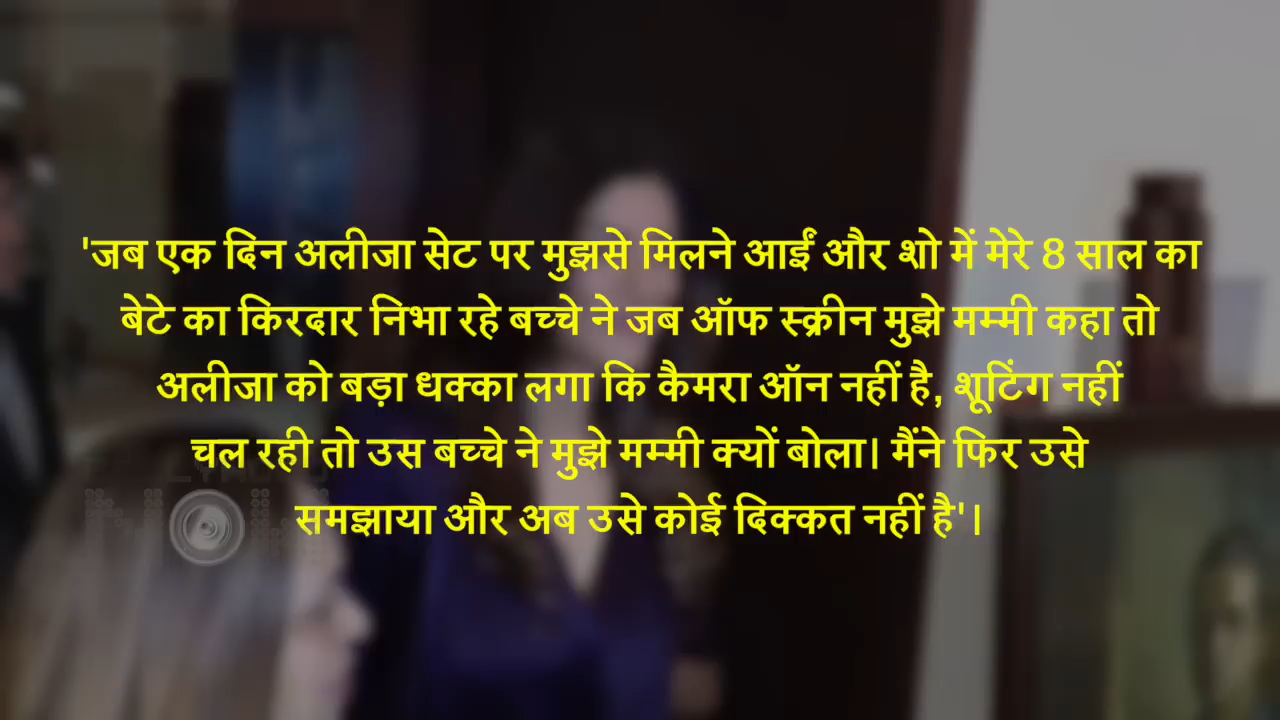 'जब एक दिन अलीजा सेट पर मुझसे मिलने आईं और शो में मेरे 8 साल का
बेटे का किरदार निभा रहे बच्चे ने जब ऑफ स्क्रीन मुझे मम्मी कहा तो
अलीजा को बड़ा धक्का लगा कि कैमरा ऑन नहीं है, शूटिंग नहीं
चल रही तो उस बच्चे ने मुझे मम्मी क्यों बोला। मैंने फिर उसे
समझाया और अब उसे कोई दिक्कत नहीं है'।